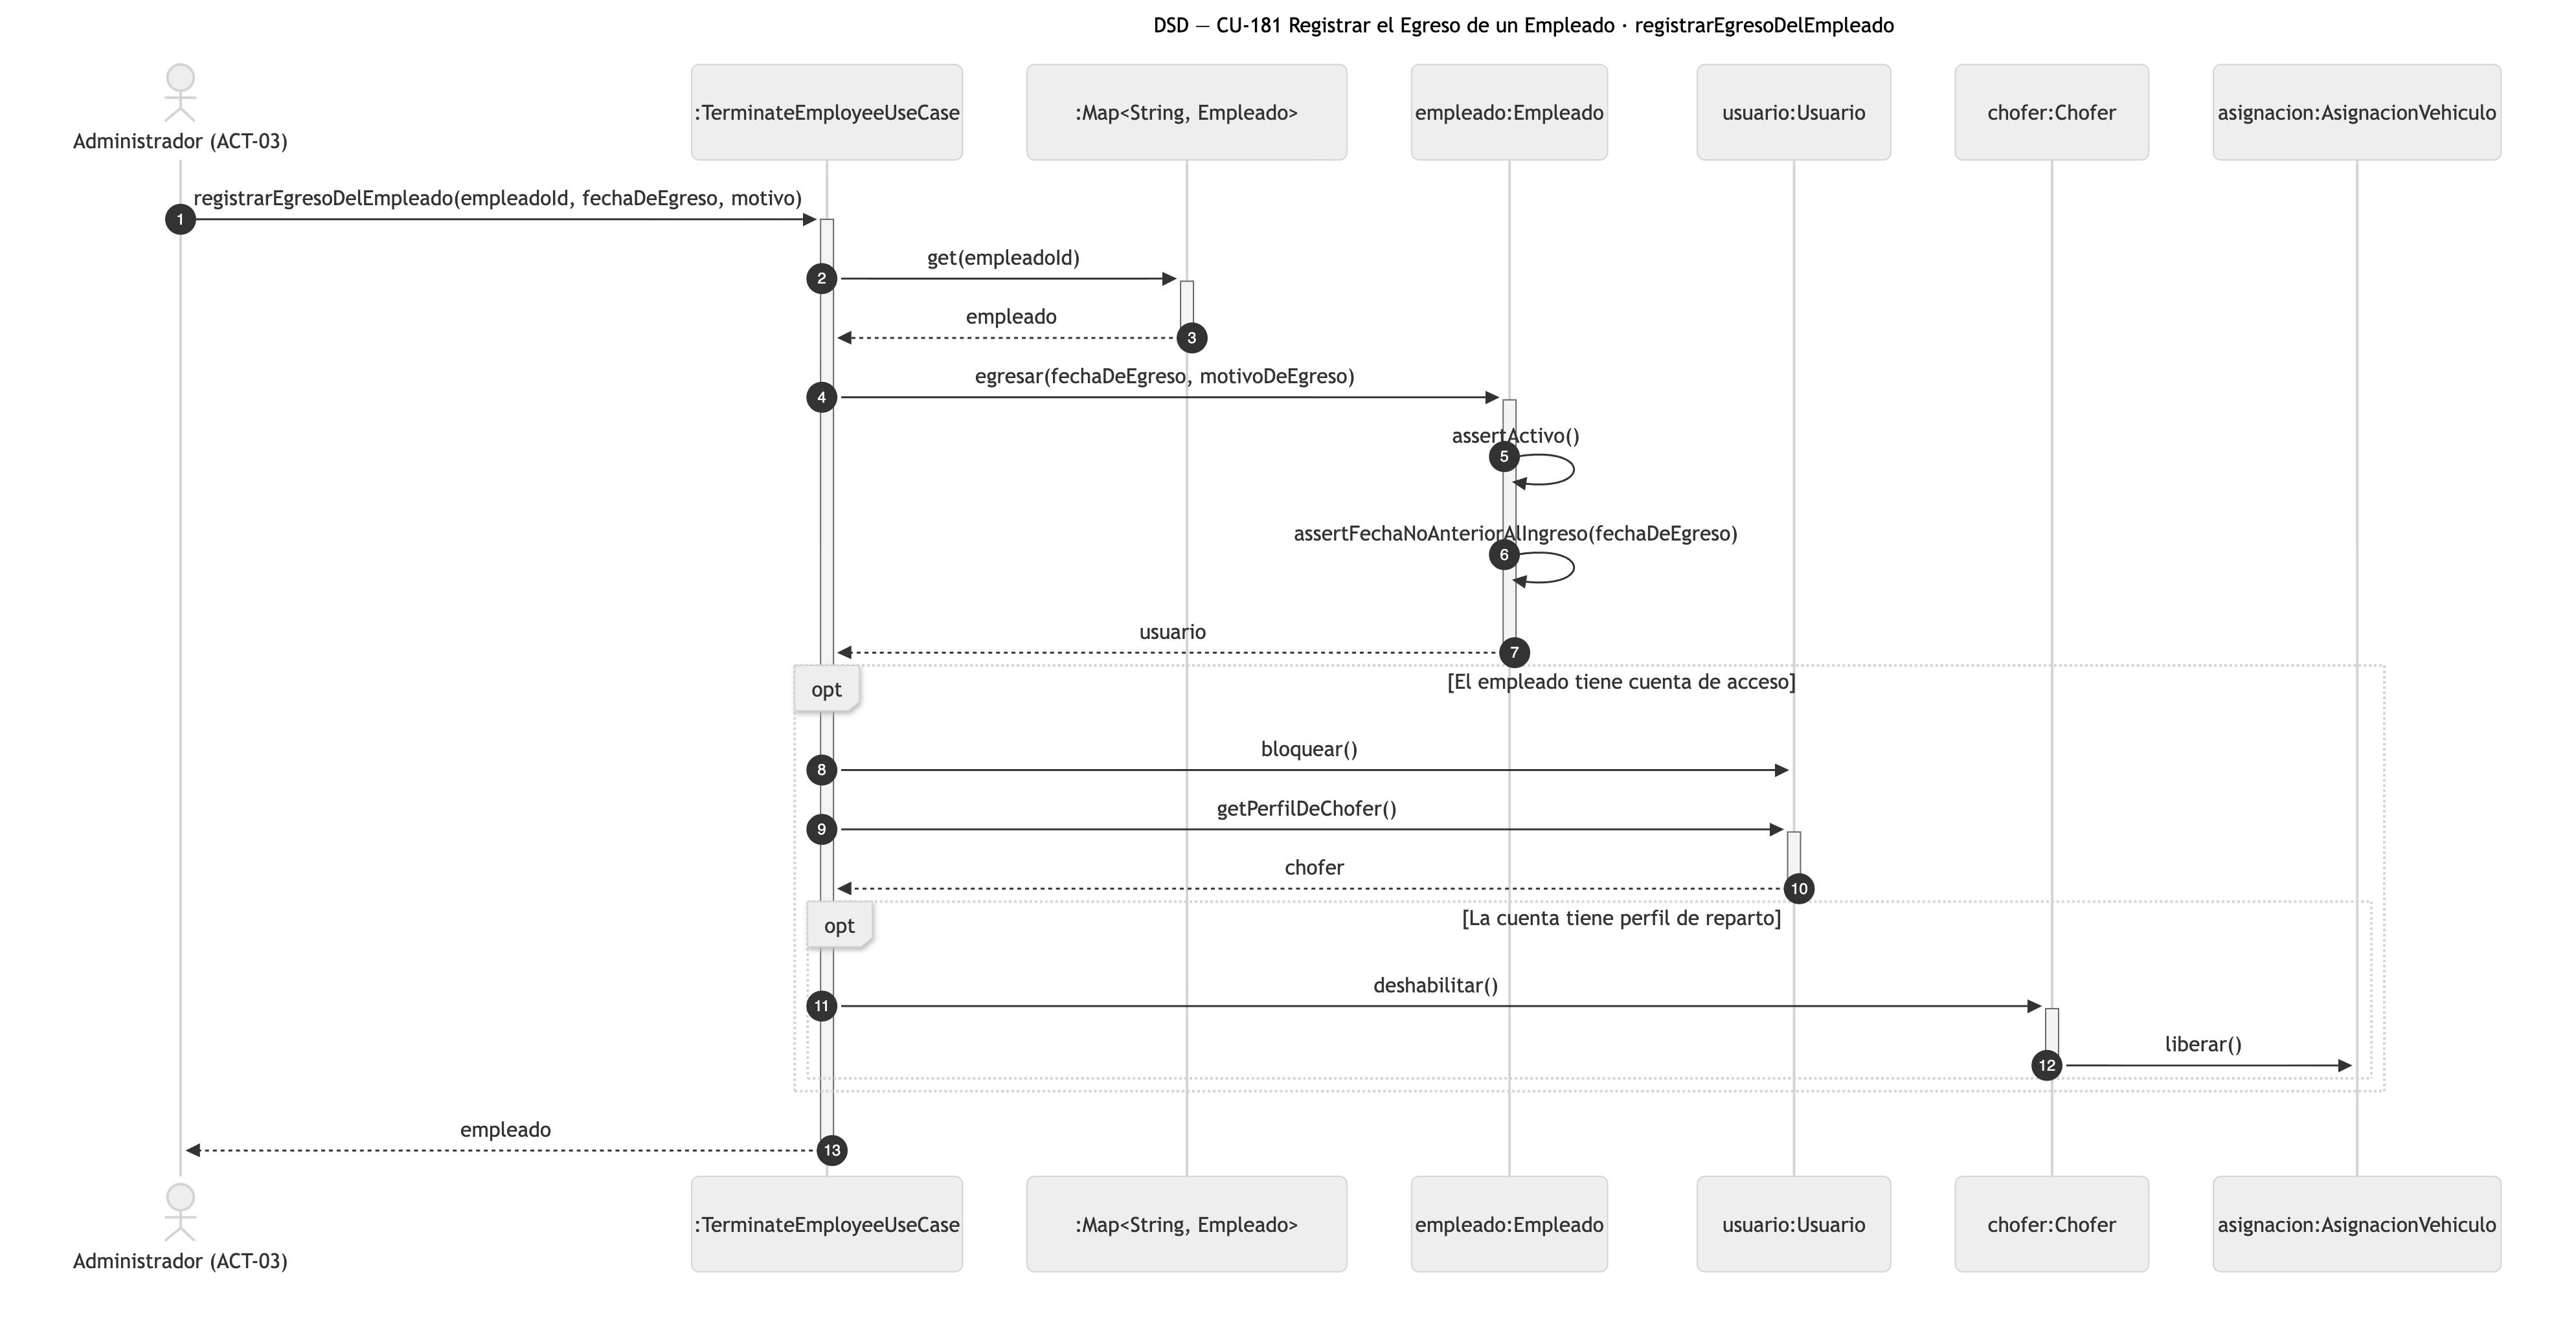 DSD — CU-181 Registrar el Egreso de un Empleado · registrarEgresoDelEmpleado
Administrador (ACT-03)
:TerminateEmployeeUseCase
:Map<String, Empleado>
empleado:Empleado
usuario:Usuario
chofer:Chofer
asignacion:AsignacionVehiculo
registrarEgresoDelEmpleado(empleadoId, fechaDeEgreso, motivo)
1
get(empleadoId)
2
empleado
3
egresar(fechaDeEgreso, motivoDeEgreso)
4
assertActivo()
5
assertFechaNoAnteriorAlIngreso(fechaDeEgreso)
6
usuario
7
opt
[El empleado tiene cuenta de acceso]
bloquear()
8
getPerfilDeChofer()
9
chofer
10
opt
[La cuenta tiene perfil de reparto]
deshabilitar()
11
liberar()
12
empleado
13
Administrador (ACT-03)
:TerminateEmployeeUseCase
:Map<String, Empleado>
empleado:Empleado
usuario:Usuario
chofer:Chofer
asignacion:AsignacionVehiculo